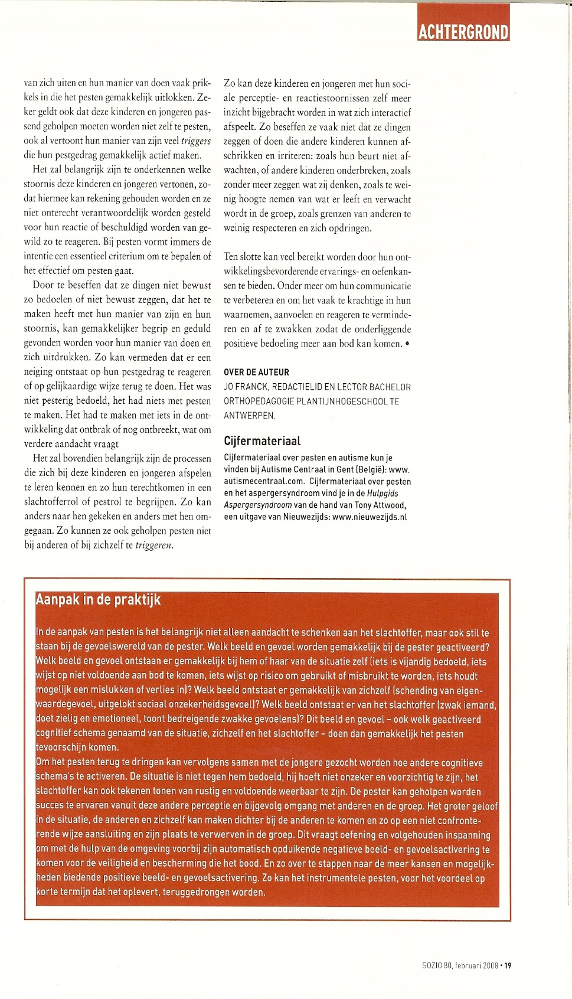 ACHTERGROND
van zich uiten en hun manier van doen vaak prik-
kels in die het pesten gemakkelijk uitlokken. Ze-
ker geldt ook dat deze kinderen en jongeren pas-
send geholpen moeten worden niet zelf te pesten,
ook al vertoont hun manier van zijn veel triggers
die hun pestgedrag gemakkelijk actief maken.
Het zal belangrijk zijn te onderkennen welke
stoornis deze kinderen en jongeren vertonen, zo-
dat hiermee kan rekening gehouden worden en ze
niet onterecht verantwoordelijk worden gesteld
voor hun reactie of beschuldigd worden van ge-
wild zo te reageren. Bij pesten vormt immers de
intentie een essentieel criterium om te bepalen of
het effectief om pesten gaat.
Door te beseffen dat ze dingen niet bewust
zo bedoelen of niet bewust zeggen, dat het te
maken heeft met hun manier van zijn en hun
stoornis, kan gemakkelijker begrip en geduld
gevonden worden voor hun manier van doen en
zich uitdrukken. Zo kan vermeden dat er een
neiging ontstaat op hun pestgedrag te reageren
of op gelijkaardige wijze terug te doen. Het was
niet pesterig bedoeld, het had niets met pesten
te maken. Het had te maken met iets in de ont-
wikkeling dat ontbrak of nog ontbreekt, wat om
verdere aandacht vraagt
Het zal bovendien belangrijk zijn de processen
die zich bij deze kinderen en jongeren afspelen
te leren kennen en zo hun terechtkomen in een
slachtofferrol of pestrol te begrijpen. Zo kan
anders naar hen gekeken en anders met hen om-
gegaan. Zo kunnen ze ook geholpen pesten niet
bij anderen of bij zichzelf te triggeren.
Zo kan deze kinderen en jongeren met hun soci-
ale perceptie- en reactiestoornissen zelf meer
inzicht bijgebracht worden in wat zich interactief
afspeelt. Zo beseffen ze vaak niet dat ze dingen
zeggen of doen die andere kinderen kunnen af-
schrikken en irriteren: zoals hun beurt niet af-
wachten, of andere kinderen onderbreken, zoals
zonder meer zeggen wat zij denken, zoals te wei-
nig hoogte nemen van wat er leeft en verwacht
wordt in de groep, zoals grenzen van anderen te
weinig respecteren en zich opdringen.
Ten slotte kan veel bereikt worden door hun ont-
wikkelingsbevorderende ervarings- en oefenkan-
sen te bieden. Onder meer om hun communicatie
te verbeteren en om het vaak te krachtige in hun
waarnemen, aanvoelen en reageren te verminde-
ren en af te zwakken zodat de onderliggende
positieve bedoeling meer aan bod kan komen. •
OVER DE AUTEUR
JO FRANCK, REDACTIELID EN LECTOR BACHELOR
ORTHOPEDAGOGIE PLANTIJNHOGESCHOOL TE
ANTWERPEN.
Cijfermateriaal
Cijfermateriaal over pesten en autisme kun je
vinden bij Autisme Centraal in Gent (België): www.
autismecentraal.com. Cijfermateriaal over pesten
en het aspergersyndroom vind je in de Hulpgids
Aspergersyndroom van de hand van Tony Attwood,
een uitgave van Nieuwezijds: www.nieuwezijds.nl
Aanpak in de praktijk
In de aanpak van pesten is het belangrijk niet alleen aandacht te schenken aan het slachtoffer, maar ook stil te
staan bij de gevoelswereld van de pester. Welk beeld en gevoel worden gemakkelijk bij de pester geactiveerd?
Welk beeld en gevoel ontstaan er gemakkelijk bij hem of haar van de situatie zelf (iets is vijandig bedoeld, iets
wijst op niet voldoende aan bod te komen, iets wijst op risico om gebruikt of misbruikt te worden, iets houdt
mogelijk een mislukken of verlies in)? Welk beeld ontstaat er gemakkelijk van zichzelf (schending van eigen-
waardegevoel, uitgelokt sociaal onzekerheidsgevoel)? Welk beeld ontstaat er van het slachtoffer (zwak iemand,
doet zielig en emotioneel, toont bedreigende zwakke gevoelens)? Dit beeld en gevoel – ook welk geactiveerd
cognitief schema genaamd van de situatie, zichzelf en het slachtoffer – doen dan gemakkelijk het pesten
tevoorschijn komen.
Om het pesten terug te dringen kan vervolgens samen met de jongere gezocht worden hoe andere cognitieve
schema's te activeren. De situatie is niet tegen hem bedoeld, hij hoeft niet onzeker en voorzichtig te zijn, het
slachtoffer kan ook tekenen tonen van rustig en voldoende weerbaar te zijn. De pester kan geholpen worden
succes te ervaren vanuit deze andere perceptie en bijgevolg omgang met anderen en de groep. Het groter geloof
in de situatie, de anderen en zichzelf kan maken dichter bij de anderen te komen en zo op een niet confronte-
rende wijze aansluiting en zijn plaats te verwerven in de groep. Dit vraagt oefening en volgehouden inspanning
om met de hulp van de omgeving voorbij zijn automatisch opduikende negatieve beeld- en gevoelsactivering te
komen voor de veiligheid en bescherming die het bood. En zo over te stappen naar de meer kansen en mogelijk-
heden biedende positieve beeld- en gevoelsactivering. Zo kan het instrumentele pesten, voor het voordeel op
korte termijn dat het oplevert, teruggedrongen worden.
SOZIO 80, februari 2008 • 19